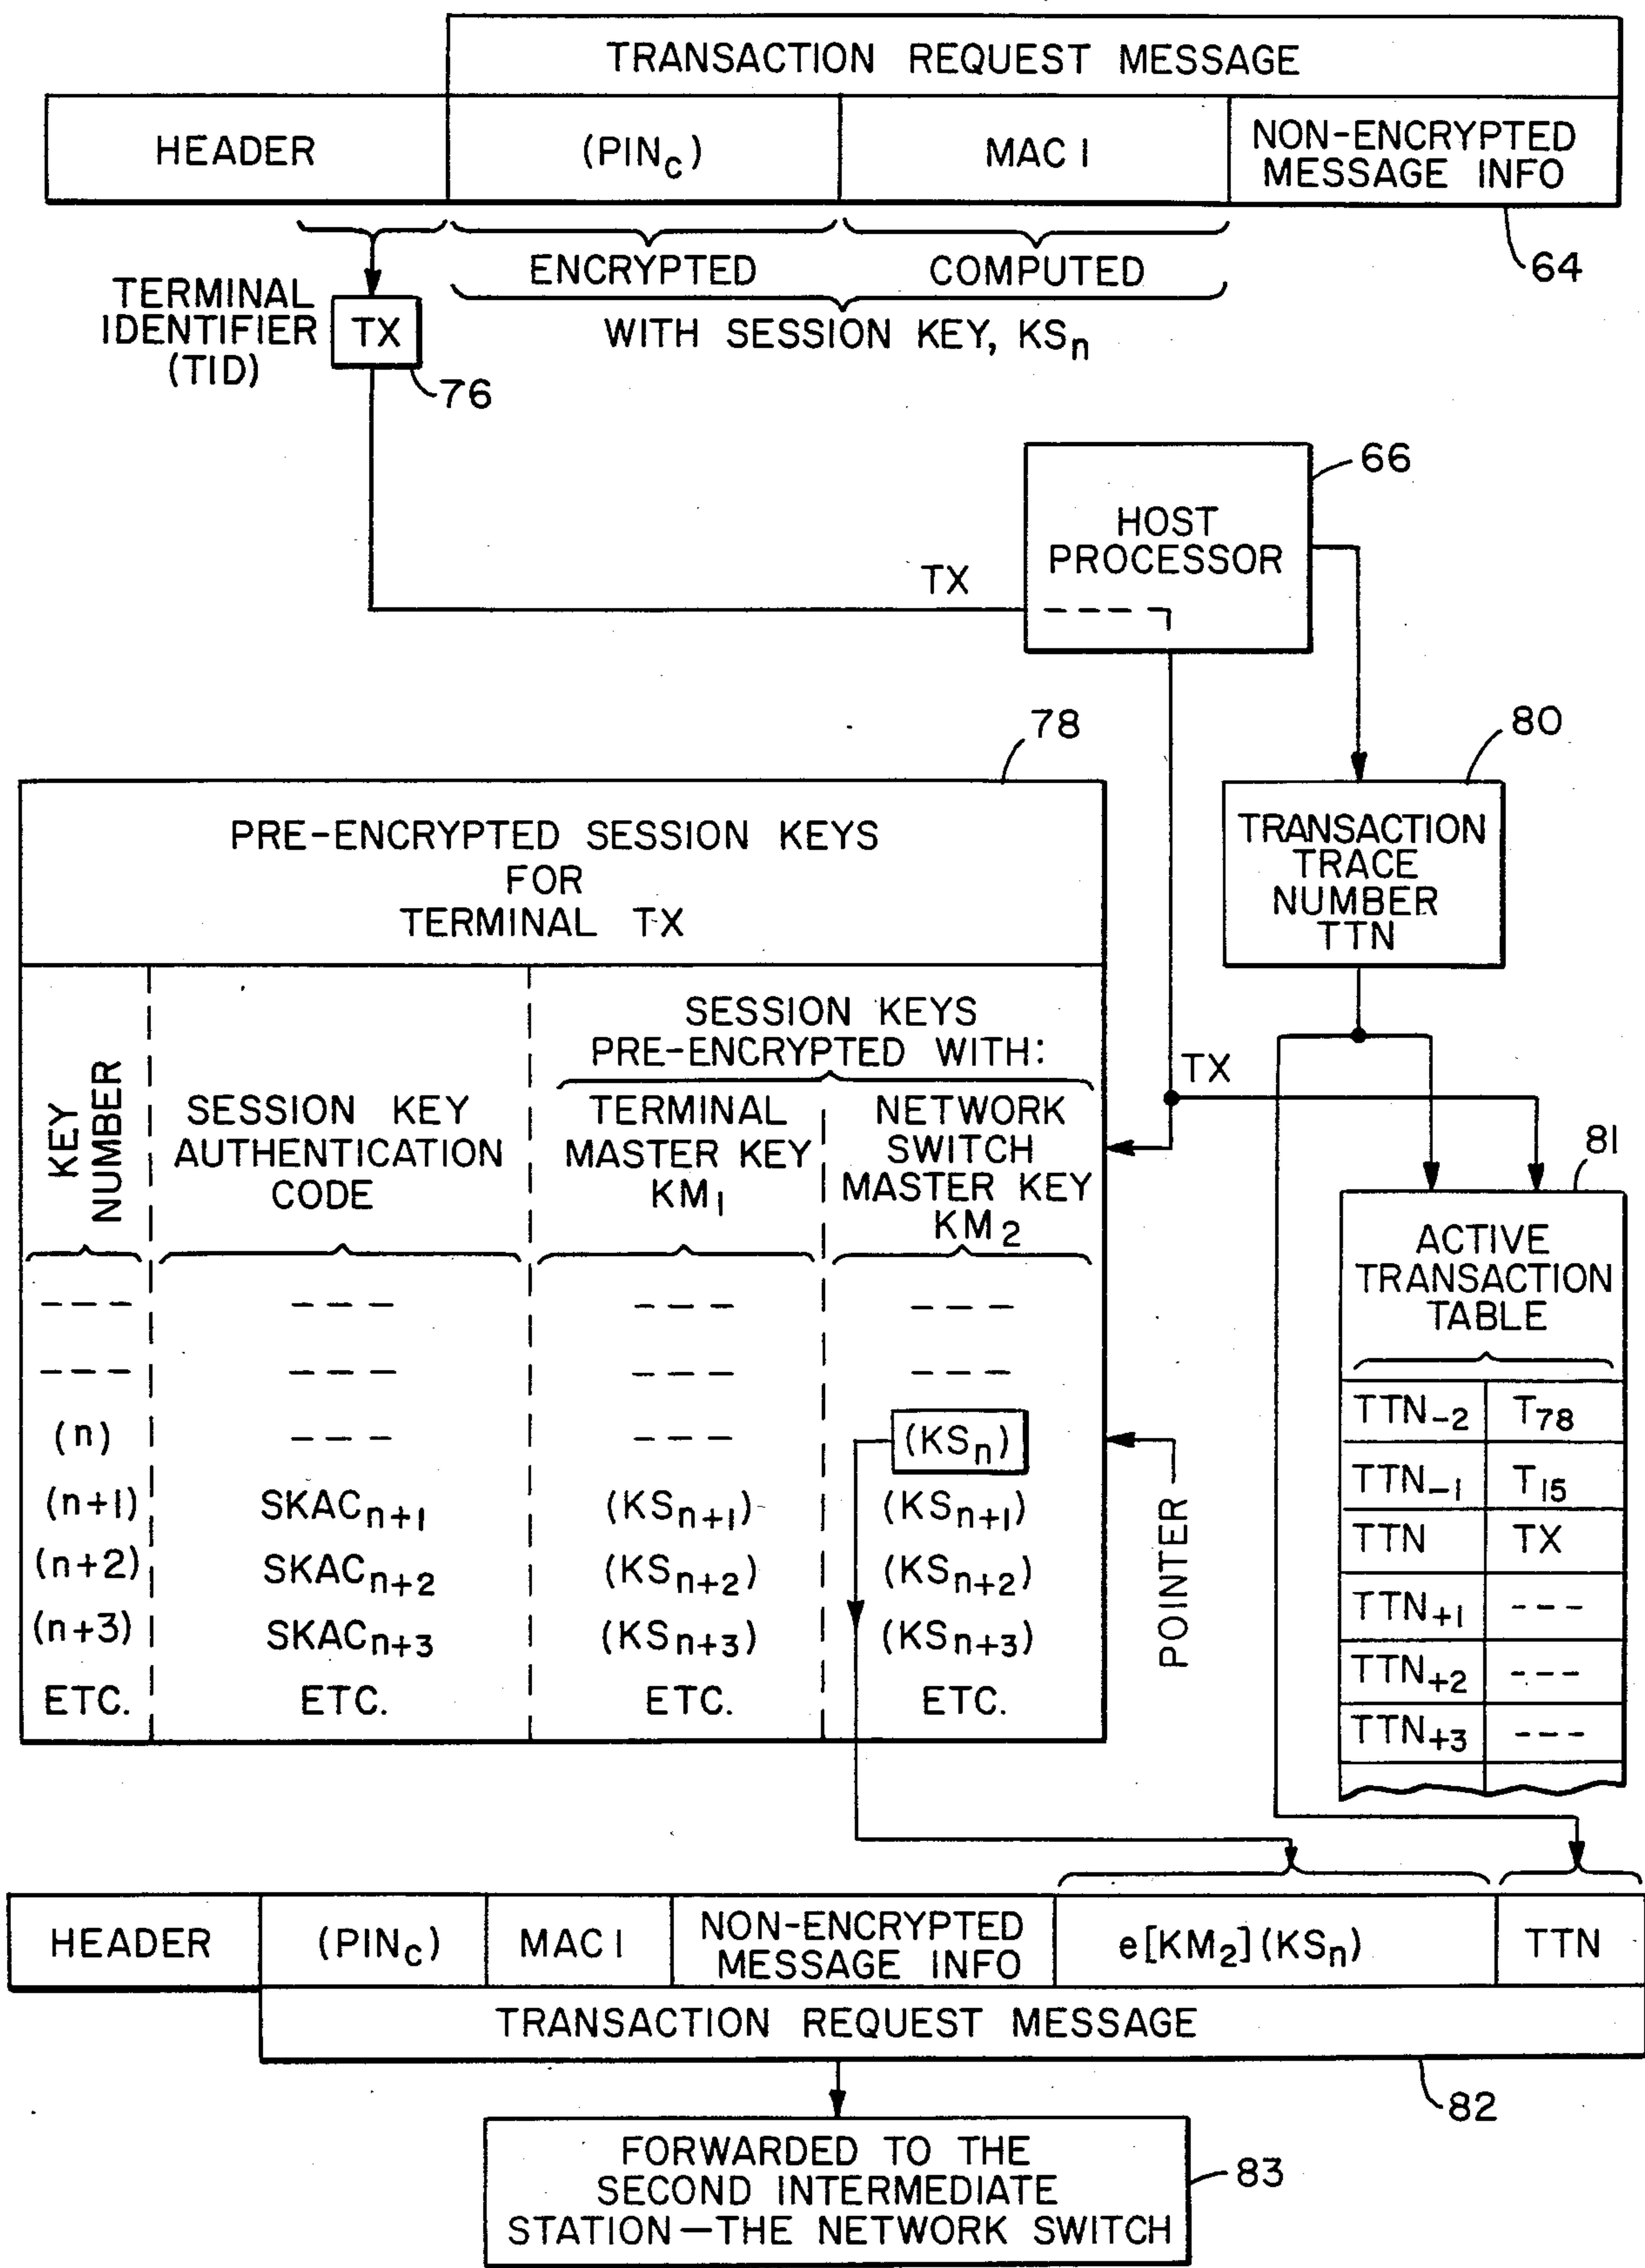 TRANSACTION REQUEST MESSAGE
HEADER
(PINc)
MAC 1
NON-ENCRYPTED
MESSAGE INFO
64
ENCRYPTED
COMPUTED
WITH SESSION KEY, KSn
TERMINAL
IDENTIFIER
(TID)
TX
76
HOST
PROCESSOR
66
TX
78
80
PRE-ENCRYPTED SESSION KEYS
FOR
TERMINAL TX
TRANSACTION
TRACE
NUMBER
TTN
KEY
NUMBER
SESSION KEY
AUTHENTICATION
CODE
SESSION KEYS
PRE-ENCRYPTED WITH:
TERMINAL
MASTER KEY
KM1
NETWORK
SWITCH
MASTER KEY
KM2
TX
81
ACTIVE
TRANSACTION
TABLE
--- --- --- ---
--- --- --- ---
(n) --- --- (KSn)
(n+1) SKACn+1 (KSn+1) (KSn+1)
(n+2) SKACn+2 (KSn+2) (KSn+2)
(n+3) SKACn+3 (KSn+3) (KSn+3)
ETC. ETC. ETC. ETC.
POINTER
TTN-2 T78
TTN-1 T15
TTN TX
TTN+1 ---
TTN+2 ---
TTN+3 ---
HEADER
(PINc)
MAC 1
NON-ENCRYPTED
MESSAGE INFO
e[KM2](KSn)
TTN
TRANSACTION REQUEST MESSAGE
82
FORWARDED TO THE
SECOND INTERMEDIATE
STATION—THE NETWORK SWITCH
83